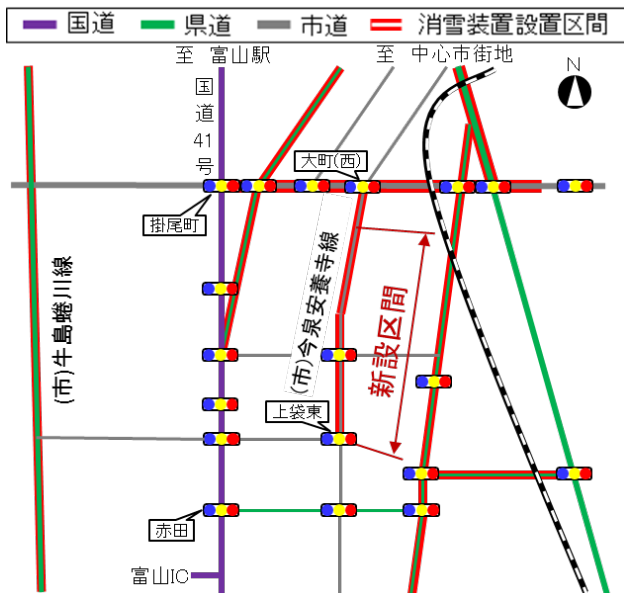 国道 県道 市道 消雪装置設置区間
至 富山駅
至 中心市街地
国道41号
N
大町(西)
掛尾町
(市)牛島蜷川線
(市)今泉安養寺線
新設区間
上袋東
赤田
富山IC